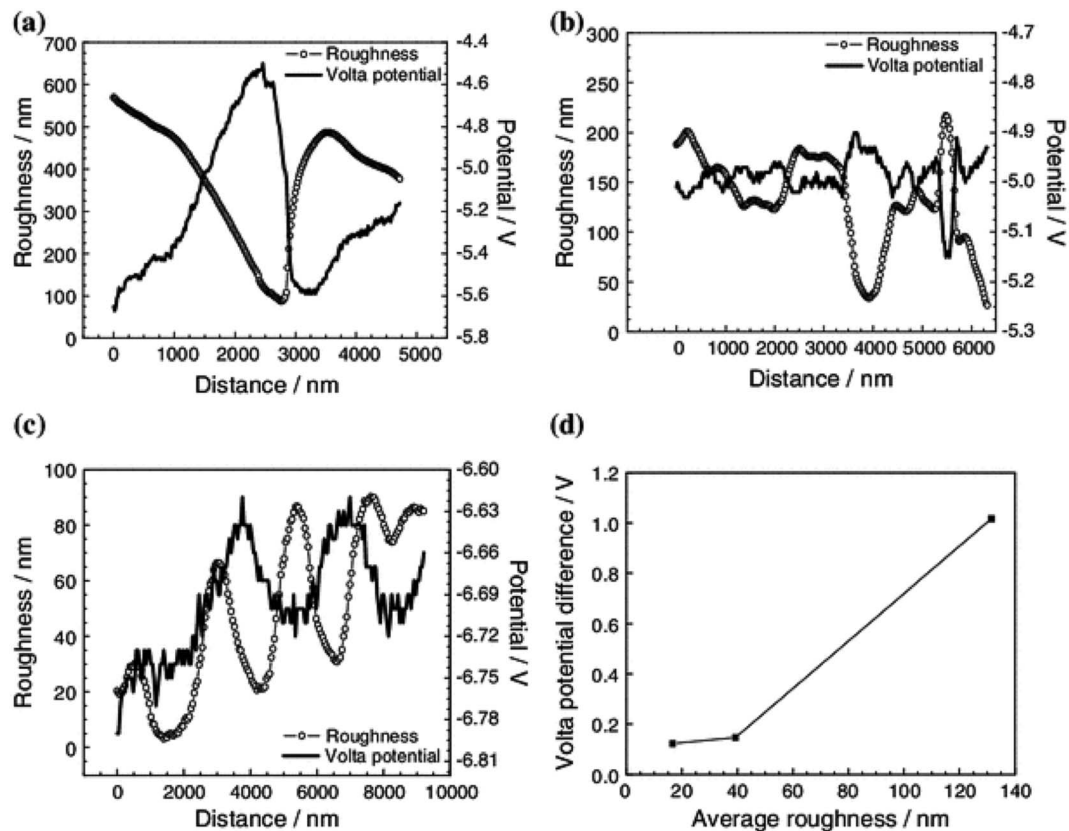 (a)
700
600
500
400
300
200
100
0
Roughness / nm
Roughness
Volta potential
-4.4
-4.6
-4.8
-5.0
-5.2
-5.4
-5.6
-5.8
Potential / V
0 1000 2000 3000 4000 5000
Distance / nm
(b)
300
250
200
150
100
50
0
Roughness / nm
Roughness
Volta potential
-4.7
-4.8
-4.9
-5.0
-5.1
-5.2
-5.3
Potential / V
0 1000 2000 3000 4000 5000 6000
Distance / nm
(c)
100
80
60
40
20
0
Roughness / nm
Roughness
Volta potential
-6.60
-6.63
-6.66
-6.69
-6.72
-6.75
-6.78
-6.81
Potential / V
0 2000 4000 6000 8000 10000
Distance / nm
(d)
1.2
1.0
0.8
0.6
0.4
0.2
0.0
Volta potential difference / V
0 20 40 60 80 100 120 140
Average roughness / nm